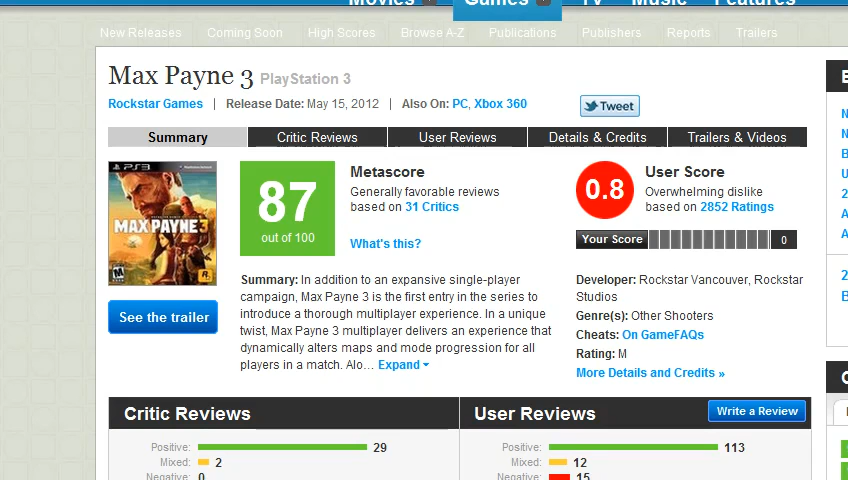 Movies Games TV Music Features
New Releases Coming Soon High Scores Browse A-Z Publications Publishers Reports Trailers
Max Payne 3 PlayStation 3
Rockstar Games | Release Date: May 15, 2012 | Also On: PC, Xbox 360
Tweet
Summary Critic Reviews User Reviews Details & Credits Trailers & Videos
PS3
MAX PAYNE 3
M
R
See the trailer
87
out of 100
Metascore
Generally favorable reviews
based on 31 Critics
What's this?
0.8
User Score
Overwhelming dislike
based on 2852 Ratings
Your Score 0
Summary: In addition to an expansive single-player
campaign, Max Payne 3 is the first entry in the series to
introduce a thorough multiplayer experience. In a unique
twist, Max Payne 3 multiplayer delivers an experience that
dynamically alters maps and mode progression for all
players in a match. Alo... Expand
Developer: Rockstar Vancouver, Rockstar
Studios
Genre(s): Other Shooters
Cheats: On GameFAQs
Rating: M
More Details and Credits »
Critic Reviews
Positive: 29
Mixed: 2
Negative: 0
User Reviews Write a Review
Positive: 113
Mixed: 12
Negative: 15